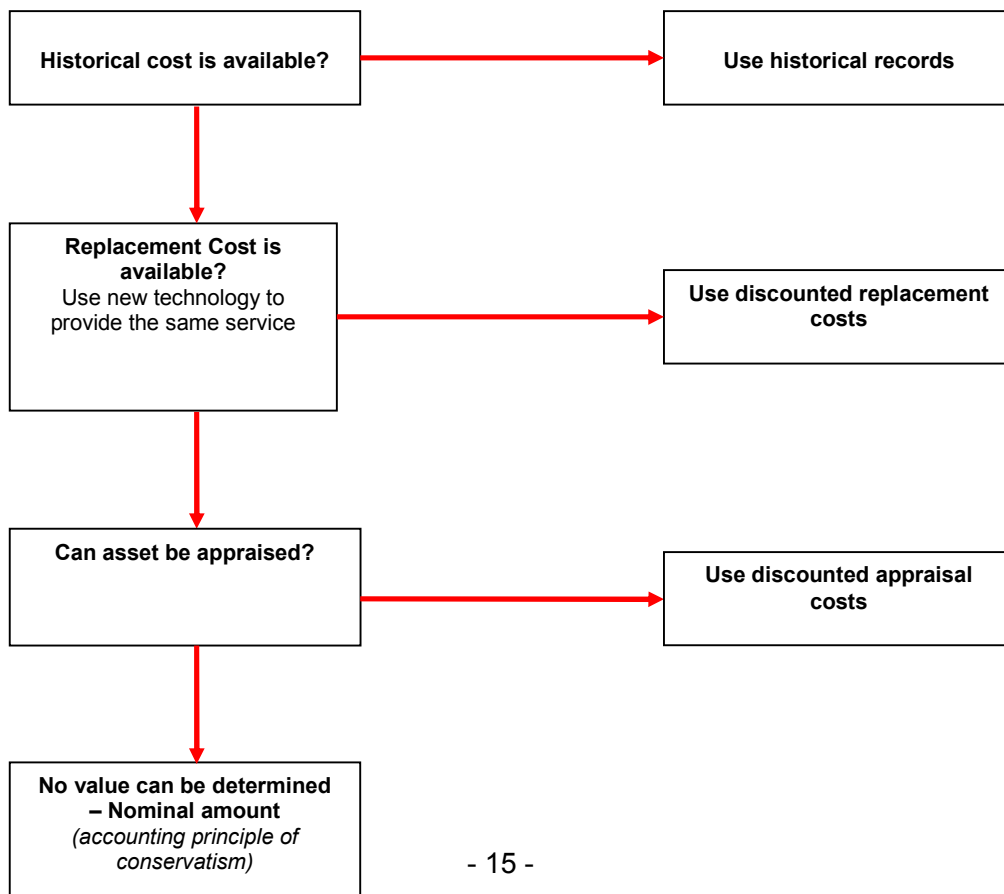 Historical cost is available?
Use historical records
Replacement Cost is
available?
Use new technology to
provide the same service
Use discounted replacement
costs
Can asset be appraised?
Use discounted appraisal
costs
No value can be determined
– Nominal amount
(accounting principle of
conservatism)
- 15 -